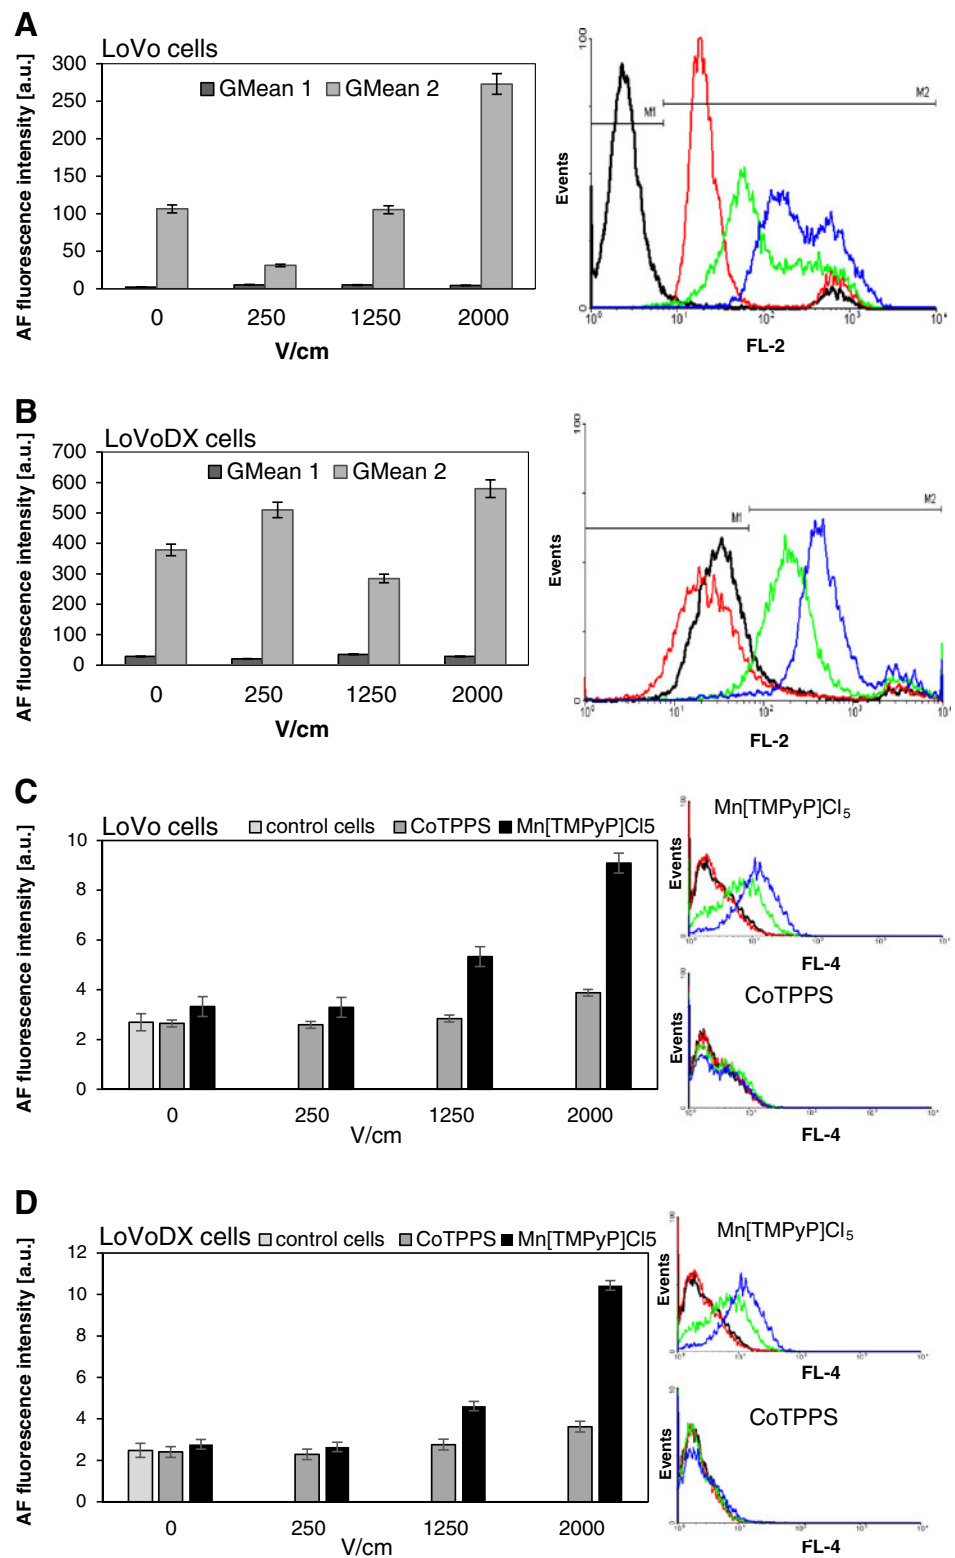 A
LoVo cells
AF fluorescence intensity [a.u.]
300
250
200
150
100
50
0
GMean 1 GMean 2
0 250 1250 2000
V/cm
100
Events
0
M1
M2
10⁰ 10¹ 10² 10³ 10⁴
FL-2
B
LoVoDX cells
AF fluorescence intensity [a.u.]
700
600
500
400
300
200
100
0
GMean 1 GMean 2
0 250 1250 2000
V/cm
100
Events
0
M1
M2
10¹ 10² 10³
FL-2
C
LoVo cells
control cells CoTPPS Mn[TMPyP]Cl5
AF fluorescence intensity [a.u.]
10
8
6
4
2
0
0 250 1250 2000
V/cm
Mn[TMPyP]Cl₅
Events
FL-4
CoTPPS
Events
FL-4
D
LoVoDX cells
control cells CoTPPS Mn[TMPyP]Cl5
AF fluorescence intensity [a.u.]
12
10
8
6
4
2
0
0 250 1250 2000
V/cm
Mn[TMPyP]Cl₅
Events
FL-4
CoTPPS
Events
FL-4